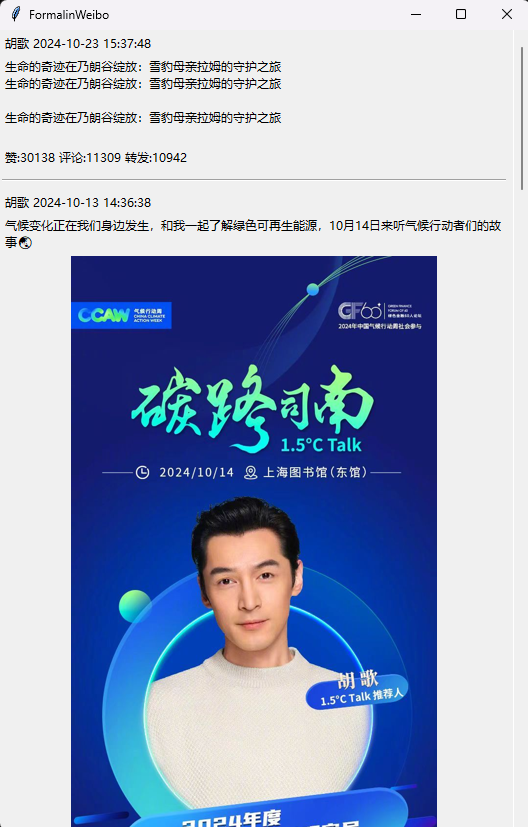 FormalinWeibo
胡歌 2024-10-23 15:37:48
生命的奇迹在乃朗谷绽放：雪豹母亲拉姆的守护之旅
生命的奇迹在乃朗谷绽放：雪豹母亲拉姆的守护之旅
生命的奇迹在乃朗谷绽放：雪豹母亲拉姆的守护之旅
赞:30138 评论:11309 转发:10942
胡歌 2024-10-13 14:36:38
气候变化正在我们身边发生，和我一起了解绿色可再生能源，10月14日来听气候行动者们的故
事🌏
CCAW 气候行动周
CHINA CLIMATE
ACTION WEEK
GF60 GREEN FINANCE
FORUM OF 60
绿色金融60人论坛
2024年中国气候行动周社会参与
碳路司南
1.5°C Talk
2024/10/14 上海图书馆（东馆）
胡 歌
1.5°C Talk 推荐人
2024年度